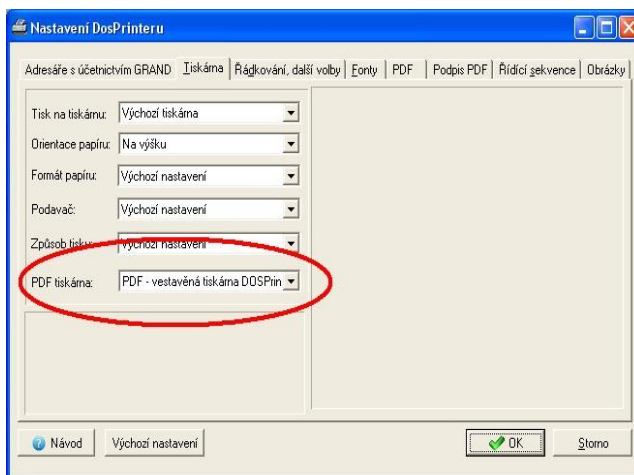 Nastavení DosPrinteru
Adresáře s účetnictvím GRAND Tiskárna Řádkování, další volby Fonty PDF Podpis PDF Řídící sekvence Obrázky
Tisk na tiskárnu: Výchozí tiskárna
Orientace papíru: Na výšku
Formát papíru: Výchozí nastavení
Podavač: Výchozí nastavení
Způsob tisku: Výchozí nastavení
PDF tiskárna: PDF - vestavěná tiskárna DOSPrin
Návod Výchozí nastavení OK Storno